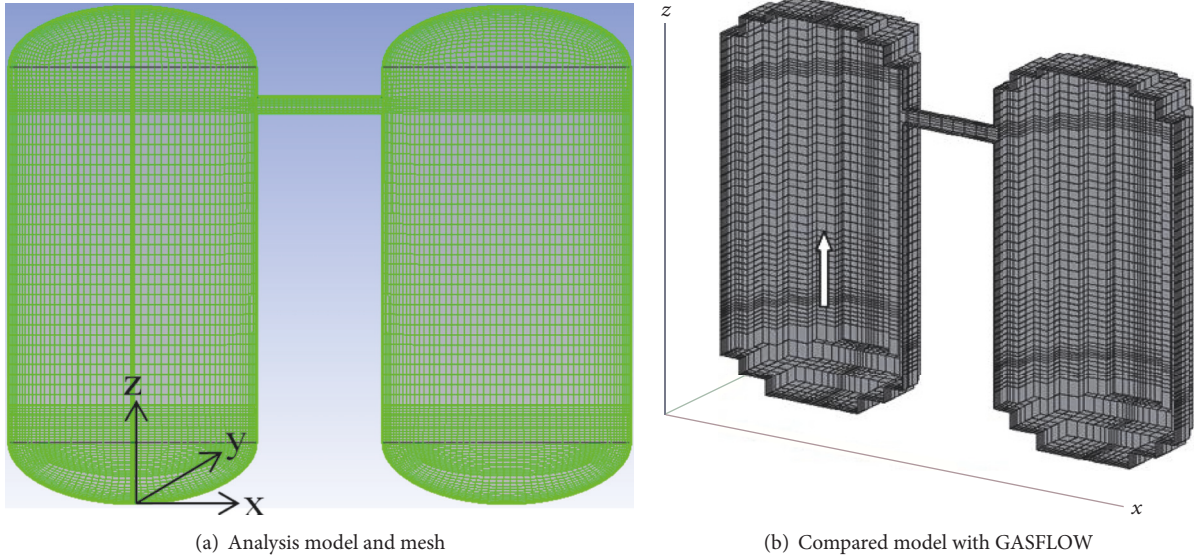 z
y
x
z
x
(a) Analysis model and mesh
(b) Compared model with GASFLOW